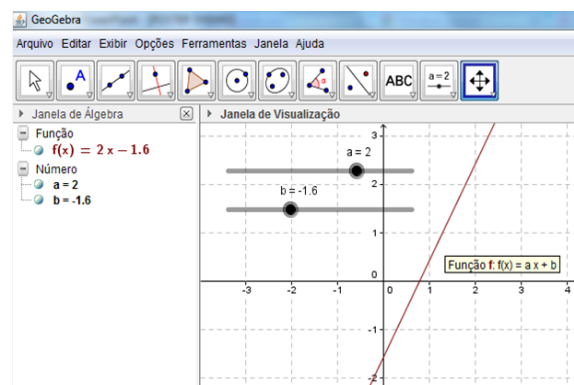 GeoGebra
Arquivo Editar Exibir Opções Ferramentas Janela Ajuda
A
α
ABC
a=2
Janela de Álgebra
Janela de Visualização
Função
f(x) = 2 x – 1.6
Número
a = 2
b = -1.6
a = 2
b = -1.6
Função f: f(x) = a x + b
3
2
1
0
-3 -2 -1 0 1 2 3 4
-1
-2